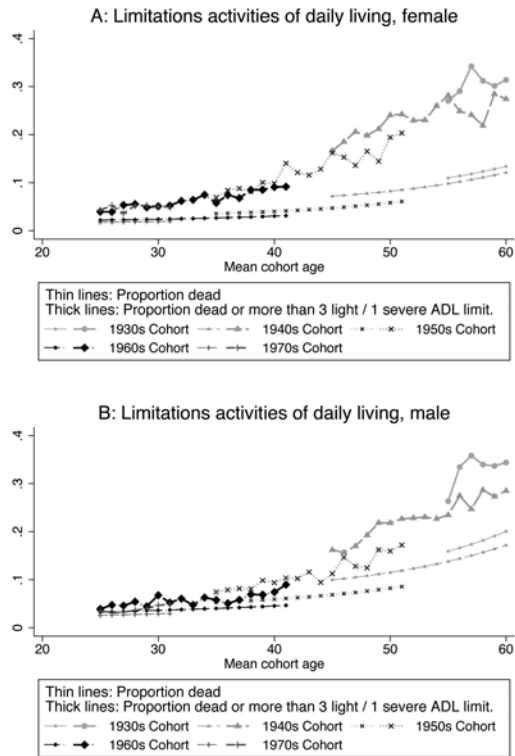 A: Limitations activities of daily living, female
.4
.3
.2
.1
0
20 30 40 50 60
Mean cohort age
Thin lines: Proportion dead
Thick lines: Proportion dead or more than 3 light / 1 severe ADL limit.
1930s Cohort 1940s Cohort 1950s Cohort
1960s Cohort 1970s Cohort
B: Limitations activities of daily living, male
.4
.3
.2
.1
0
20 30 40 50 60
Mean cohort age
Thin lines: Proportion dead
Thick lines: Proportion dead or more than 3 light / 1 severe ADL limit.
1930s Cohort 1940s Cohort 1950s Cohort
1960s Cohort 1970s Cohort